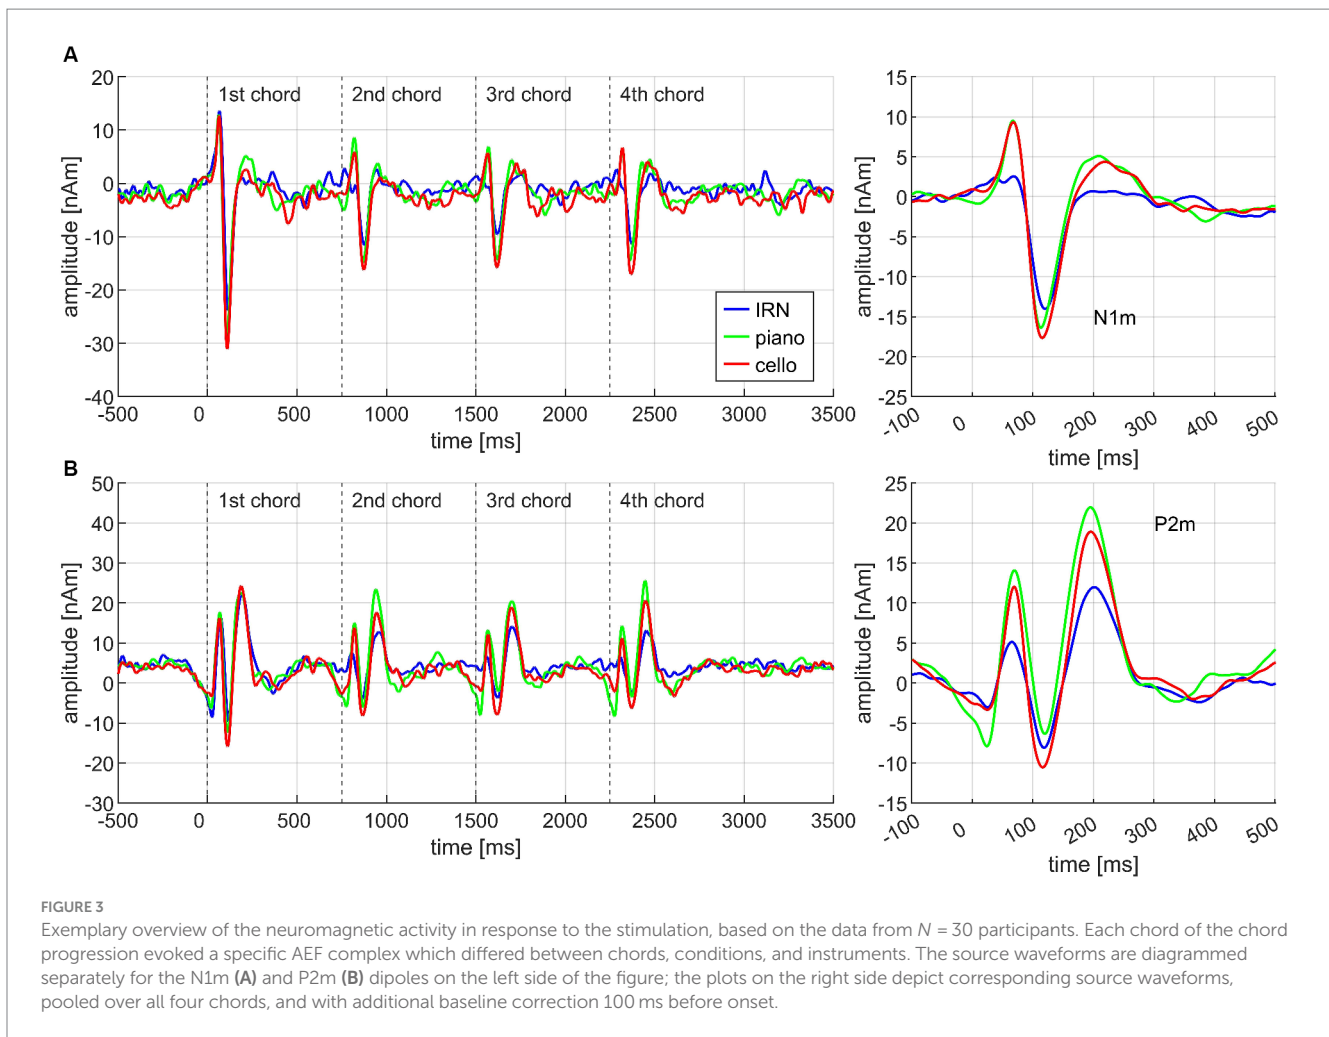 A
20
10
0
-10
-20
-30
-40
amplitude [nAm]
1st chord 2nd chord 3rd chord 4th chord
IRN
piano
cello
-500 0 500 1000 1500 2000 2500 3000 3500
time [ms]
15
10
5
0
-5
-10
-15
-20
-25
amplitude [nAm]
N1m
-100 0 100 200 300 400 500
time [ms]
B
50
40
30
20
10
0
-10
-20
-30
amplitude [nAm]
1st chord 2nd chord 3rd chord 4th chord
-500 0 500 1000 1500 2000 2500 3000 3500
time [ms]
25
20
15
10
5
0
-5
-10
-15
amplitude [nAm]
P2m
-100 0 100 200 300 400 500
time [ms]
FIGURE 3
Exemplary overview of the neuromagnetic activity in response to the stimulation, based on the data from N = 30 participants. Each chord of the chord
progression evoked a specific AEF complex which differed between chords, conditions, and instruments. The source waveforms are diagrammed
separately for the N1m (A) and P2m (B) dipoles on the left side of the figure; the plots on the right side depict corresponding source waveforms,
pooled over all four chords, and with additional baseline correction 100 ms before onset.